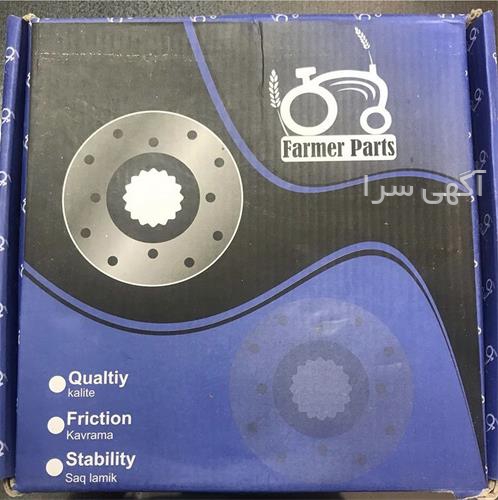 Farmer Parts
آگهی سرا
Qualtiy
kalite
Friction
Kavrama
Stability
Saq lamik